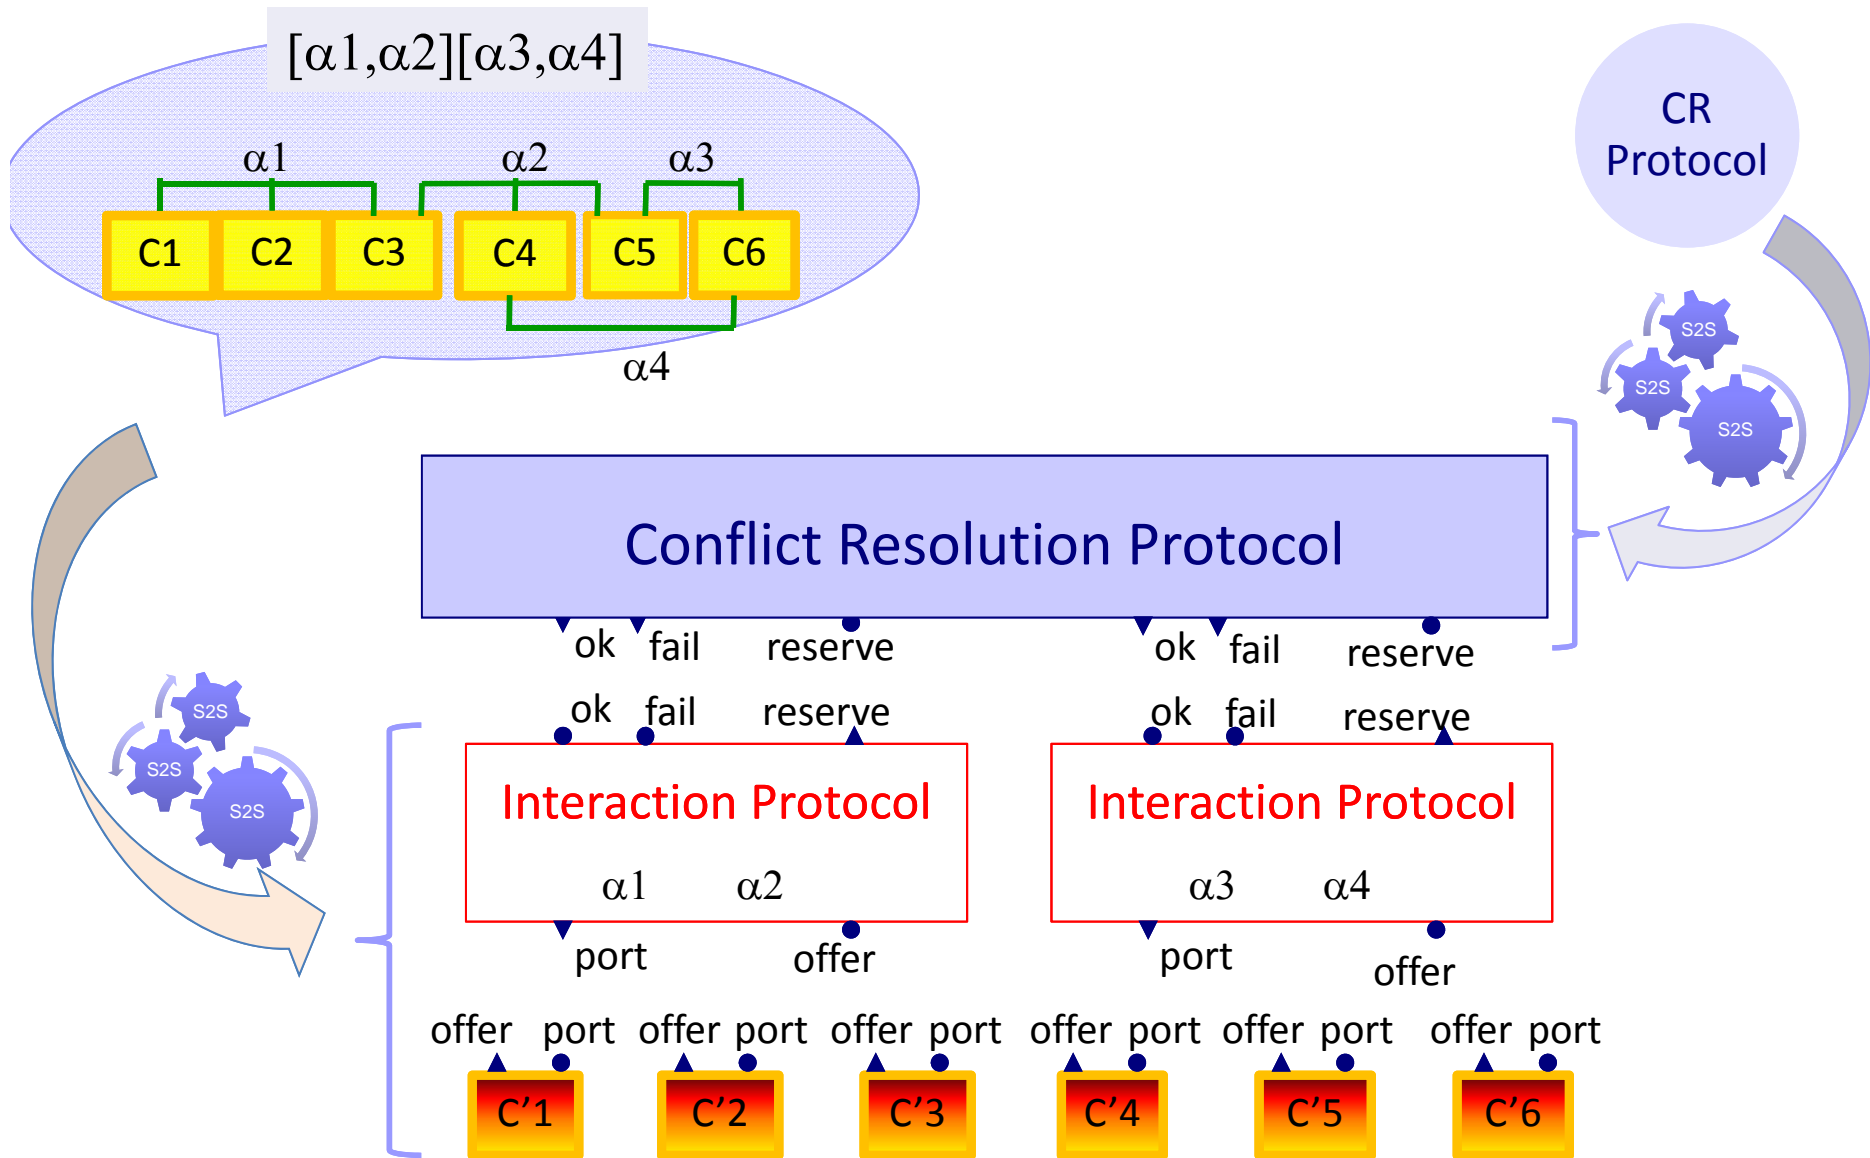 [α1,α2][α3,α4]
α1 α2 α3
C1 C2 C3 C4 C5 C6
α4
CR
Protocol
S2S
S2S
S2S
Conflict Resolution Protocol
ok fail reserve ok fail reserve
ok fail reserve ok fail reserve
S2S
S2S
S2S
Interaction Protocol Interaction Protocol
α1 α2 α3 α4
port offer port offer
offer port offer port offer port offer port offer port offer port
C'1 C'2 C'3 C'4 C'5 C'6